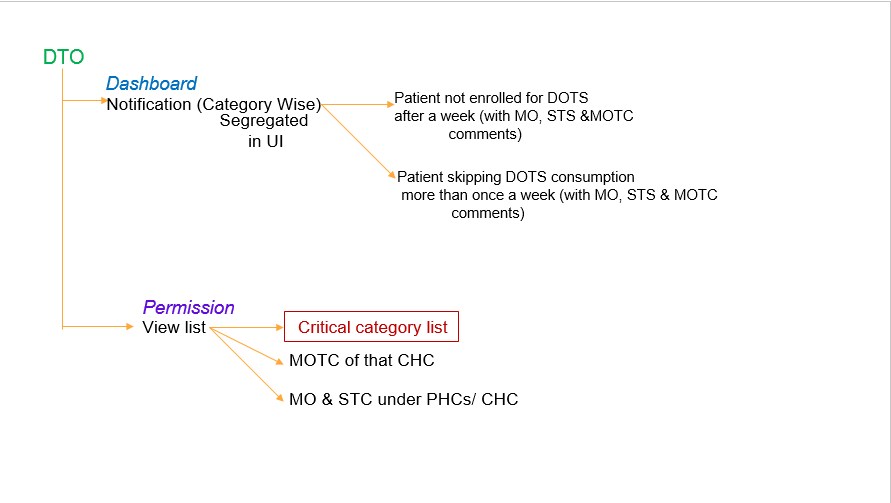 DTO
Dashboard
Notification (Category Wise)
Segregated
in UI
Patient not enrolled for DOTS
after a week (with MO, STS &MOTC
comments)
Patient skipping DOTS consumption
more than once a week (with MO, STS & MOTC
comments)
Permission
View list
Critical category list
MOTC of that CHC
MO & STC under PHCs/ CHC